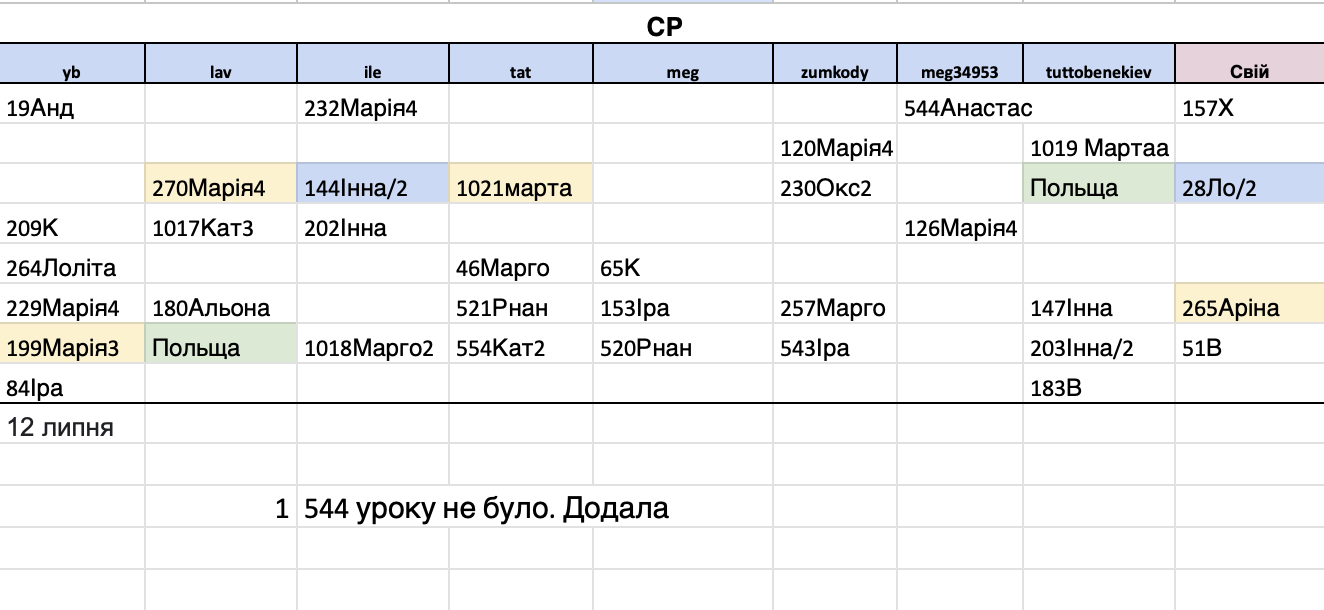 СР
yb lav ile tat meg zumkody meg34953 tuttobenekiev Свій
19Анд 232Марія4 544Анастас 157Х
120Марія4 1019 Мартаа
270Марія4 144Інна/2 1021марта 230Окс2 Польща 28Ло/2
209К 1017Кат3 202Інна 126Марія4
264Лоліта 46Марго 65К
229Марія4 180Альона 521Рнан 153Іра 257Марго 147Інна 265Аріна
199Марія3 Польща 1018Марго2 554Кат2 520Рнан 543Іра 203Інна/2 51В
84Іра 183В
12 липня
1 544 уроку не було. Додала